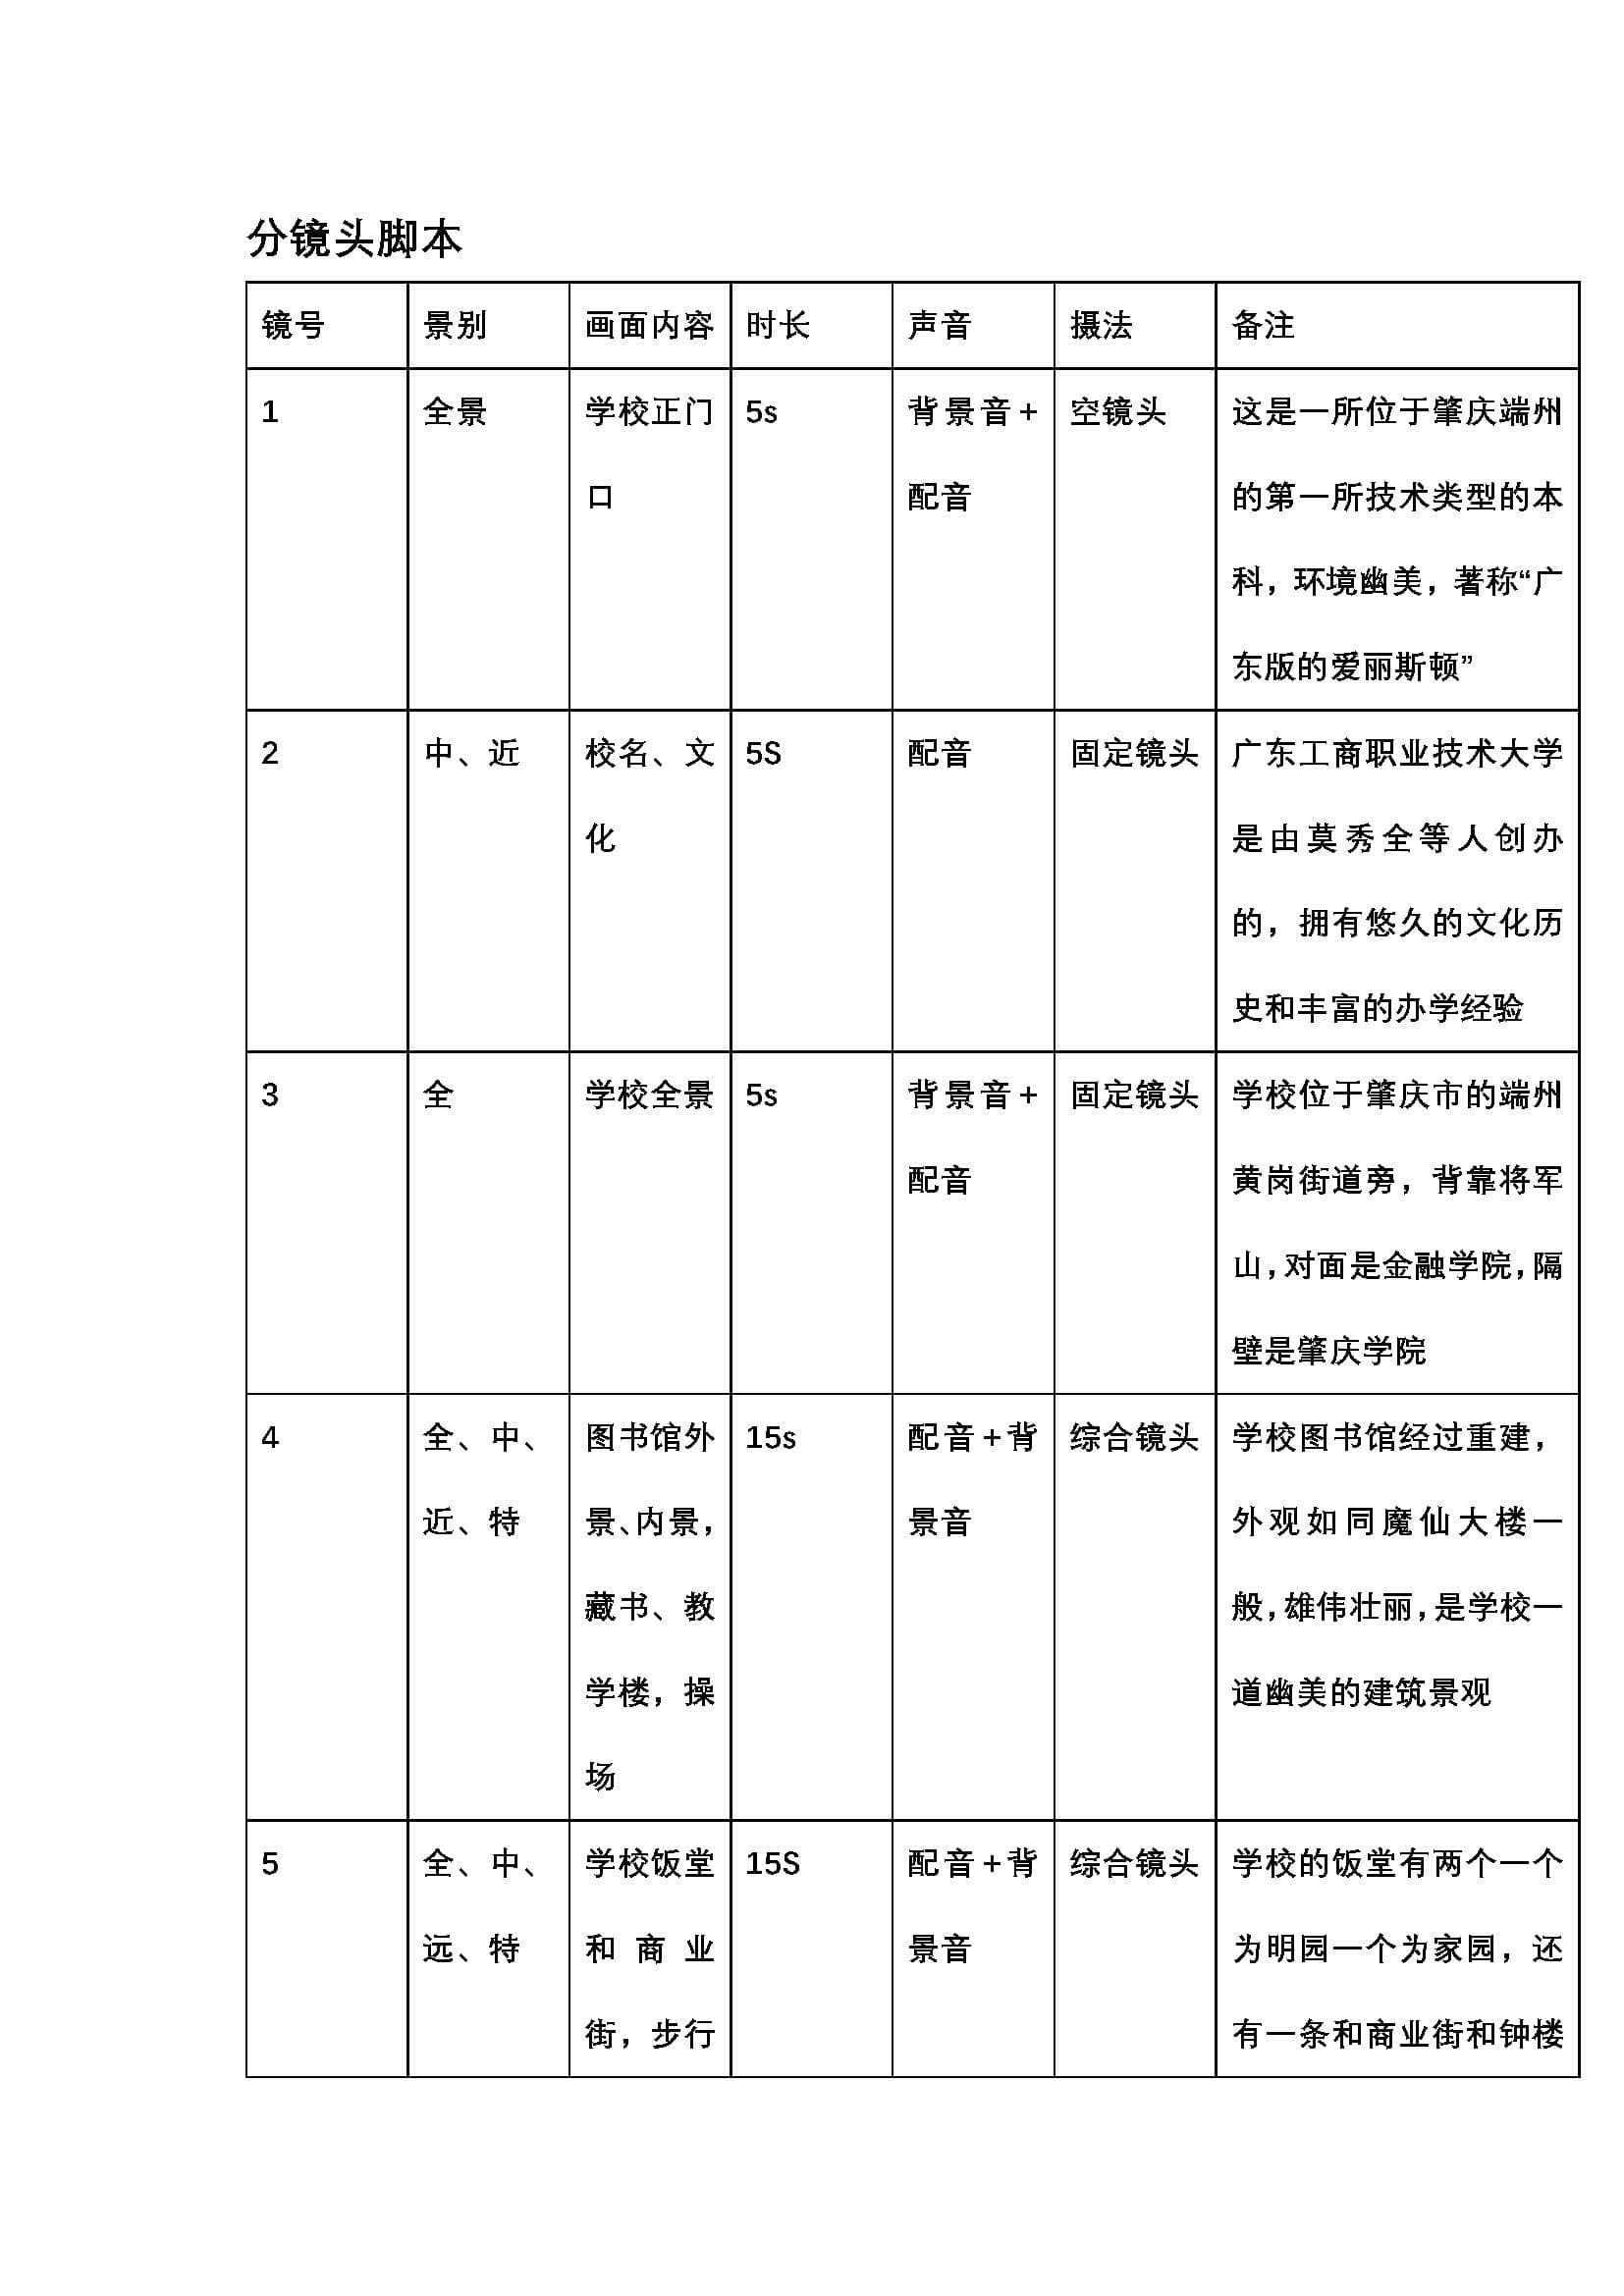 分镜头脚本
镜号 景别 画面内容 时长 声音 摄法 备注
1 全景 学校正门 5s 背景音+ 空镜头 这是一所位于肇庆端州
口 配音 的第一所技术类型的本
科，环境幽美，著称“广
东版的爱丽斯顿”
2 中、近 校名、文 5S 配音 固定镜头 广东工商职业技术大学
化 是由莫秀全等人创办
的，拥有悠久的文化历
史和丰富的办学经验
3 全 学校全景 5s 背景音+ 固定镜头 学校位于肇庆市的端州
配音 黄岗街道旁，背靠将军
山，对面是金融学院，隔
壁是肇庆学院
4 全、中、 图书馆外 15s 配音+背 综合镜头 学校图书馆经过重建，
近、特 景、内景， 景音 外观如同魔仙大楼一
藏书、教 般，雄伟壮丽，是学校一
学楼，操 道幽美的建筑景观
场
5 全、中、 学校饭堂 15S 配音+背 综合镜头 学校的饭堂有两个一个
远、特 和商业 景音 为明园一个为家园，还
街，步行 有一条和商业街和钟楼